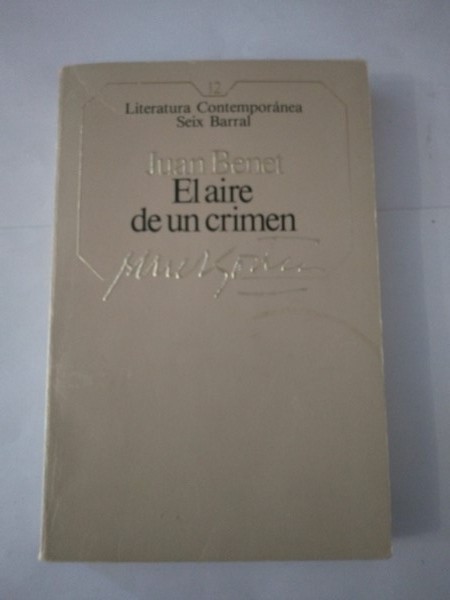 12
Literatura Contemporánea
Seix Barral
Juan Benet
El aire
de un crimen